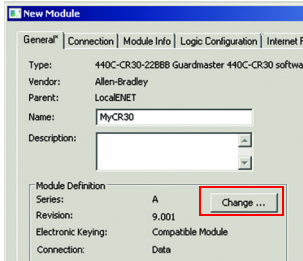 New Module
General* Connection Module Info Logic Configuration Internet
Type: 440C-CR30-22BBB Guardmaster 440C-CR30
Vendor: Allen-Bradley
Parent: LocalENET
Name: MyCR30
Description:
Module Definition
Series: A Change ...
Revision: 9.001
Electronic Keying: Compatible Module
Connection: Data